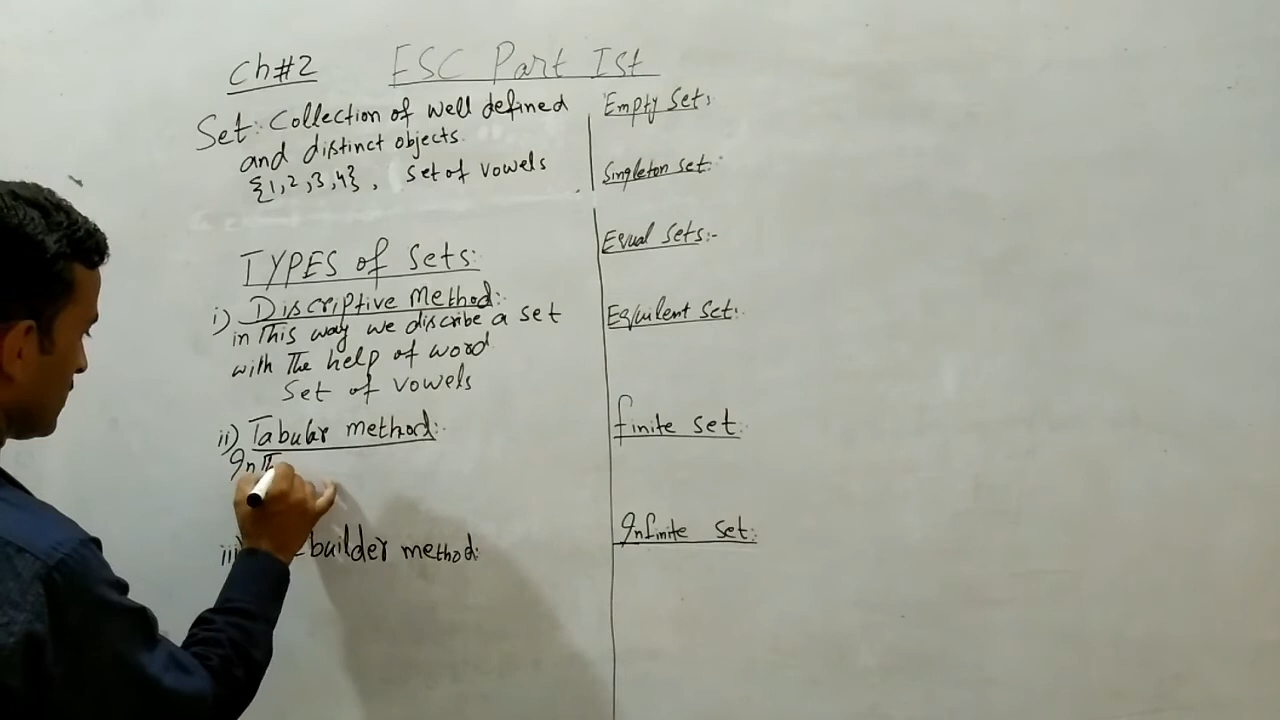 Ch#2
FSC Part Ist
Set: Collection of well defined
and distinct objects.
{1,2,3,4}, Set of vowels
TYPES of Sets:
i) Discriptive Method:
in this way we discribe a set
with the help of word
Set of vowels
ii) Tabular method:
In
iii) builder method:
Empty Set:
Singleton set:
Equal Sets:-
Equilent Set:
finite set
Infinite set: